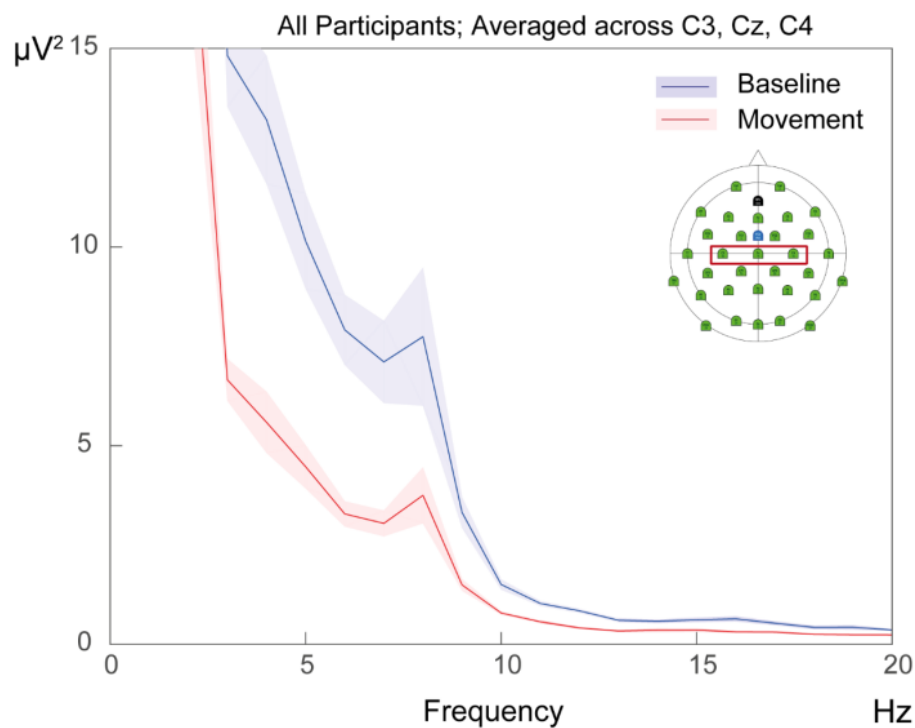 All Participants; Averaged across C3, Cz, C4
µV²
15
10
5
0
Baseline
Movement
0 5 10 15 20
Frequency Hz